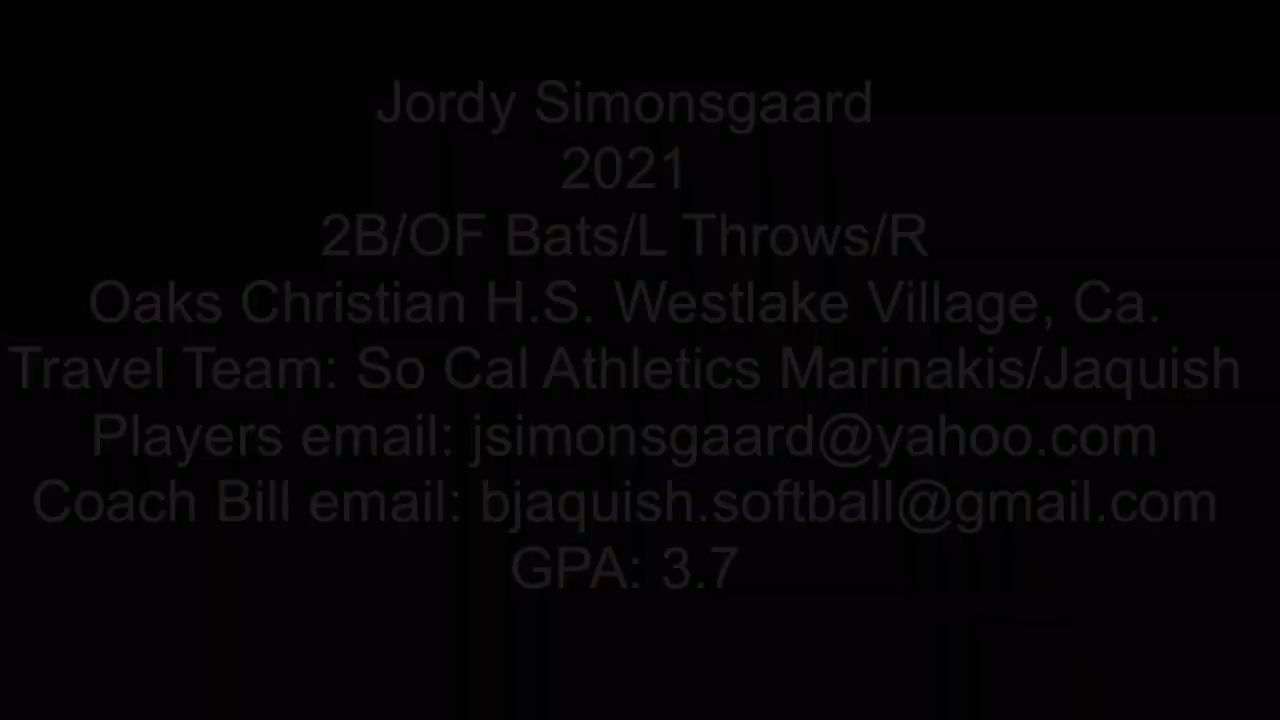 Jordy Simonsgaard
2021
2B/OF Bats/L Throws/R
Oaks Christian H.S. Westlake Village, Ca.
Travel Team: So Cal Athletics Marinakis/Jaquish
Players email: jsimonsgaard@yahoo.com
Coach Bill email: bjaquish.softball@gmail.com
GPA: 3.7